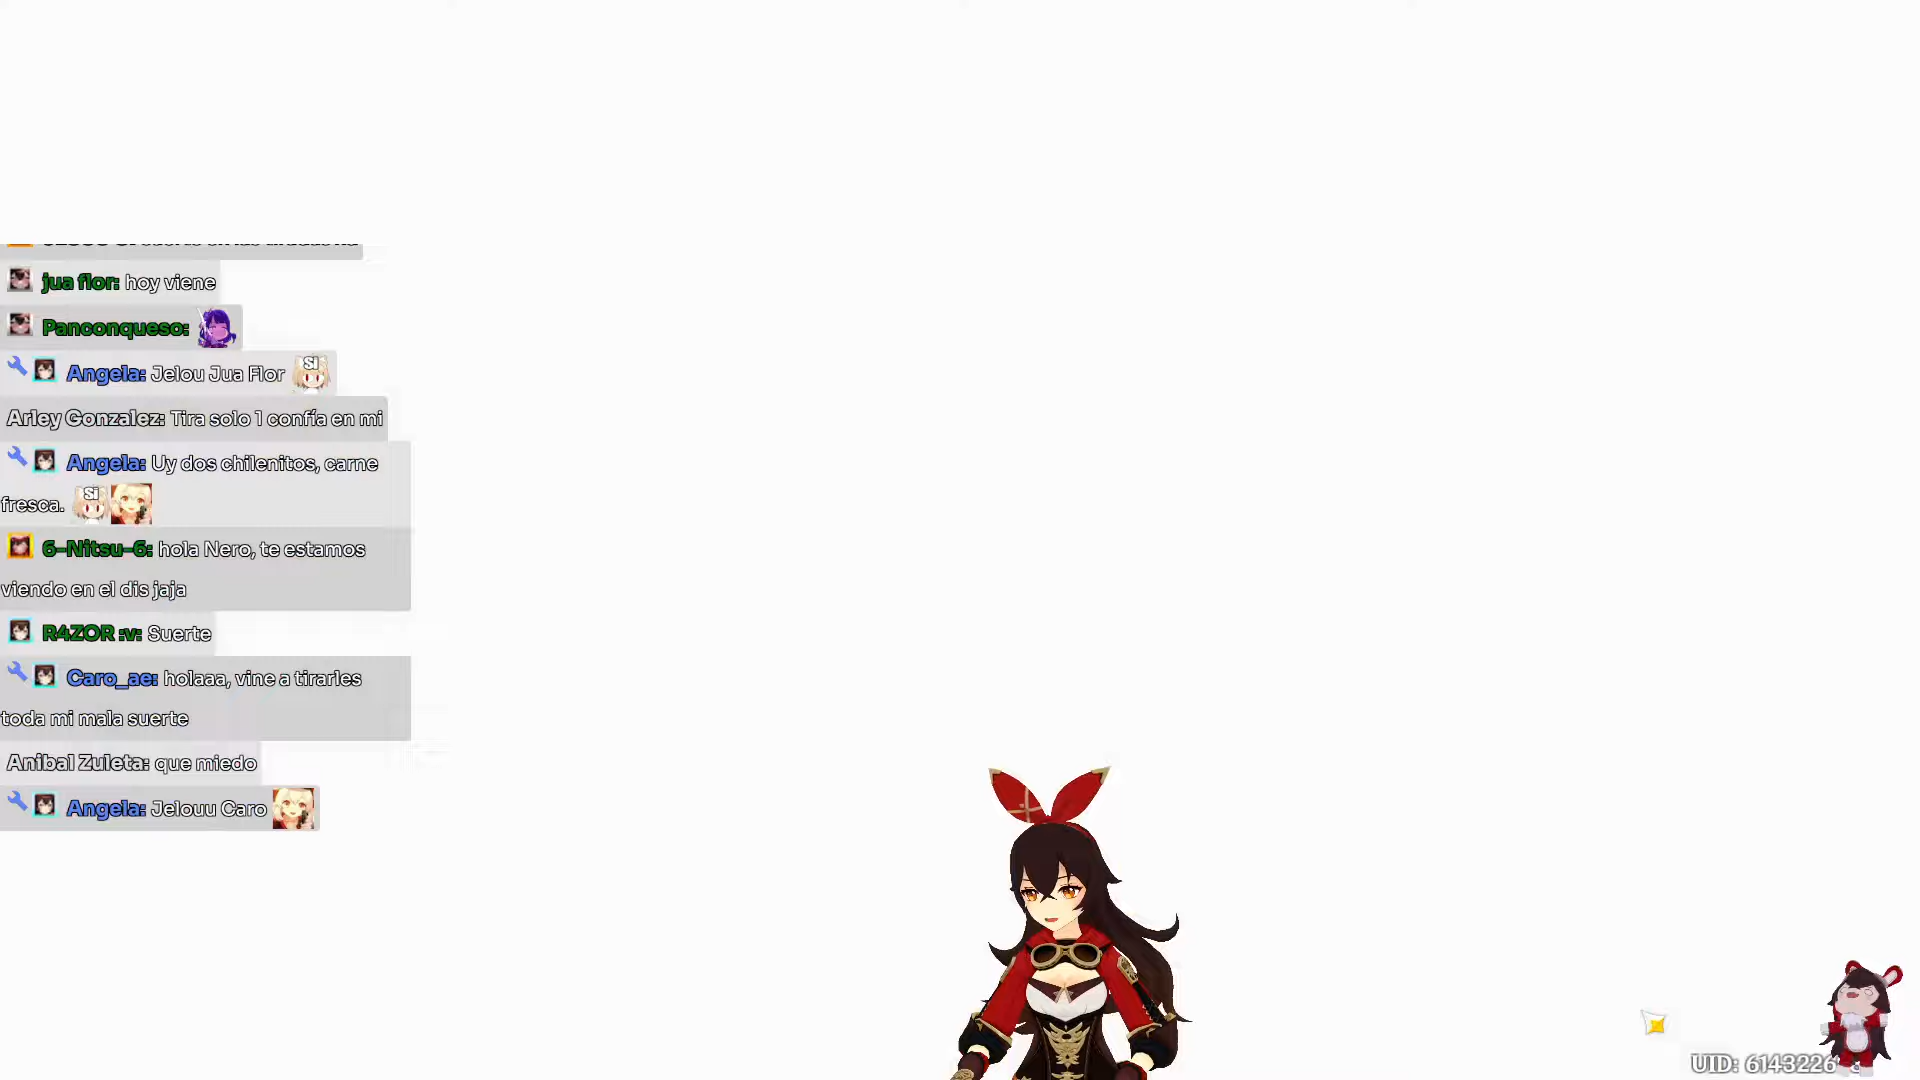 jua flor: hoy viene
Panconqueso:
Angela: Jelou Jua Flor SI
Arley Gonzalez: Tira solo 1 confía en mi
Angela: Uy dos chilenitos, carne
fresca. SI
6-Nitsu-6: hola Nero, te estamos
viendo en el dis jaja
R4ZOR :v: Suerte
Caro_ae: holaaa, vine a tirarles
toda mi mala suerte
Anibal Zuleta: que miedo
Angela: Jelouu Caro
UID: 6143226